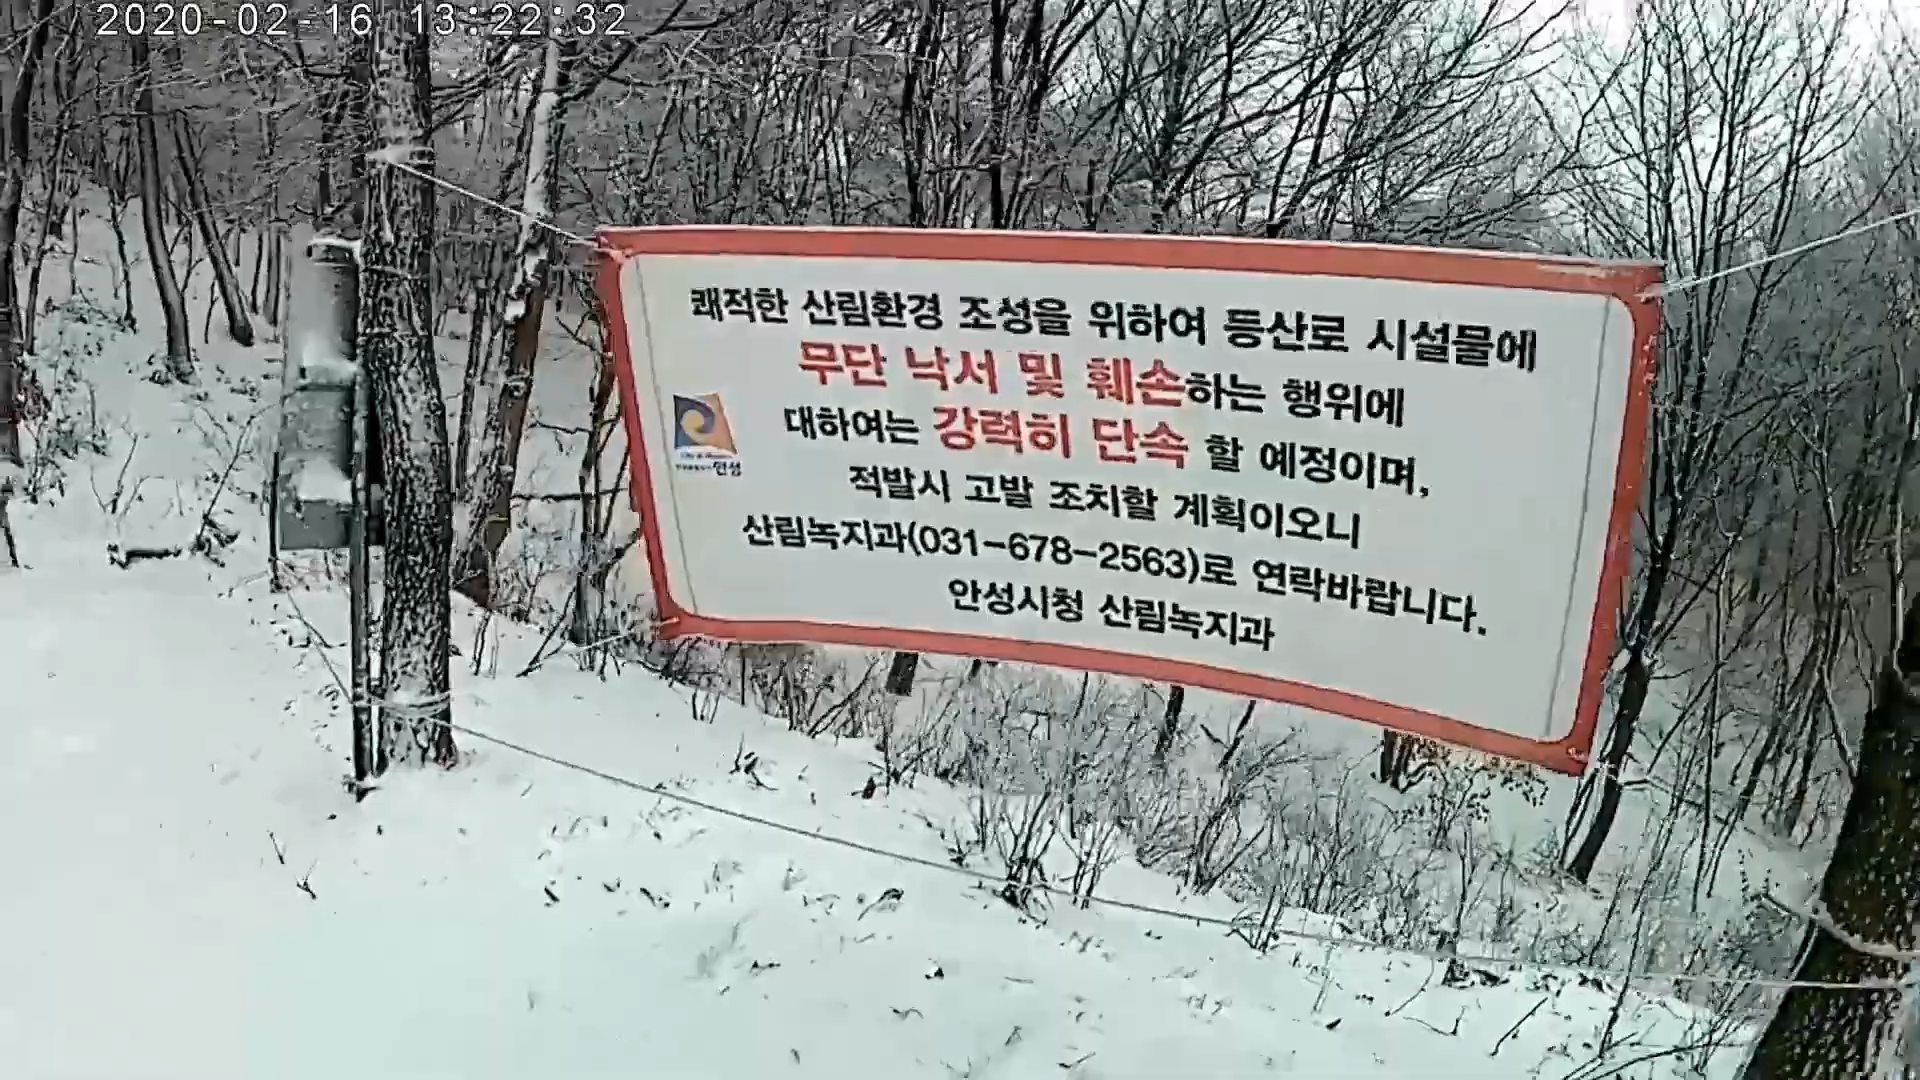 2020-02-16 13:22:32
쾌적한 산림환경 조성을 위하여 등산로 시설물에
무단 낙서 및 훼손하는 행위에
대하여는 강력히 단속 할 예정이며,
적발시 고발 조치할 계획이오니
산림녹지과(031-678-2563)로 연락바랍니다.
안성시청 산림녹지과
안성